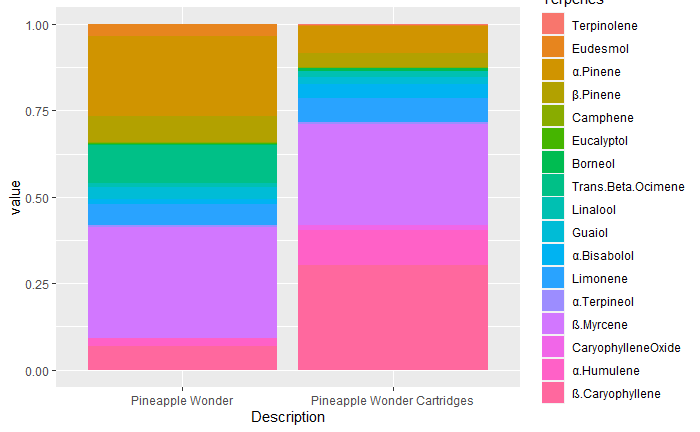 Terpenes
1.00
0.75
0.50
0.25
0.00
value
Pineapple Wonder
Pineapple Wonder Cartridges
Description
Terpinolene
Eudesmol
α.Pinene
β.Pinene
Camphene
Eucalyptol
Borneol
Trans.Beta.Ocimene
Linalool
Guaiol
α.Bisabolol
Limonene
α.Terpineol
ß.Myrcene
CaryophylleneOxide
α.Humulene
ß.Caryophyllene